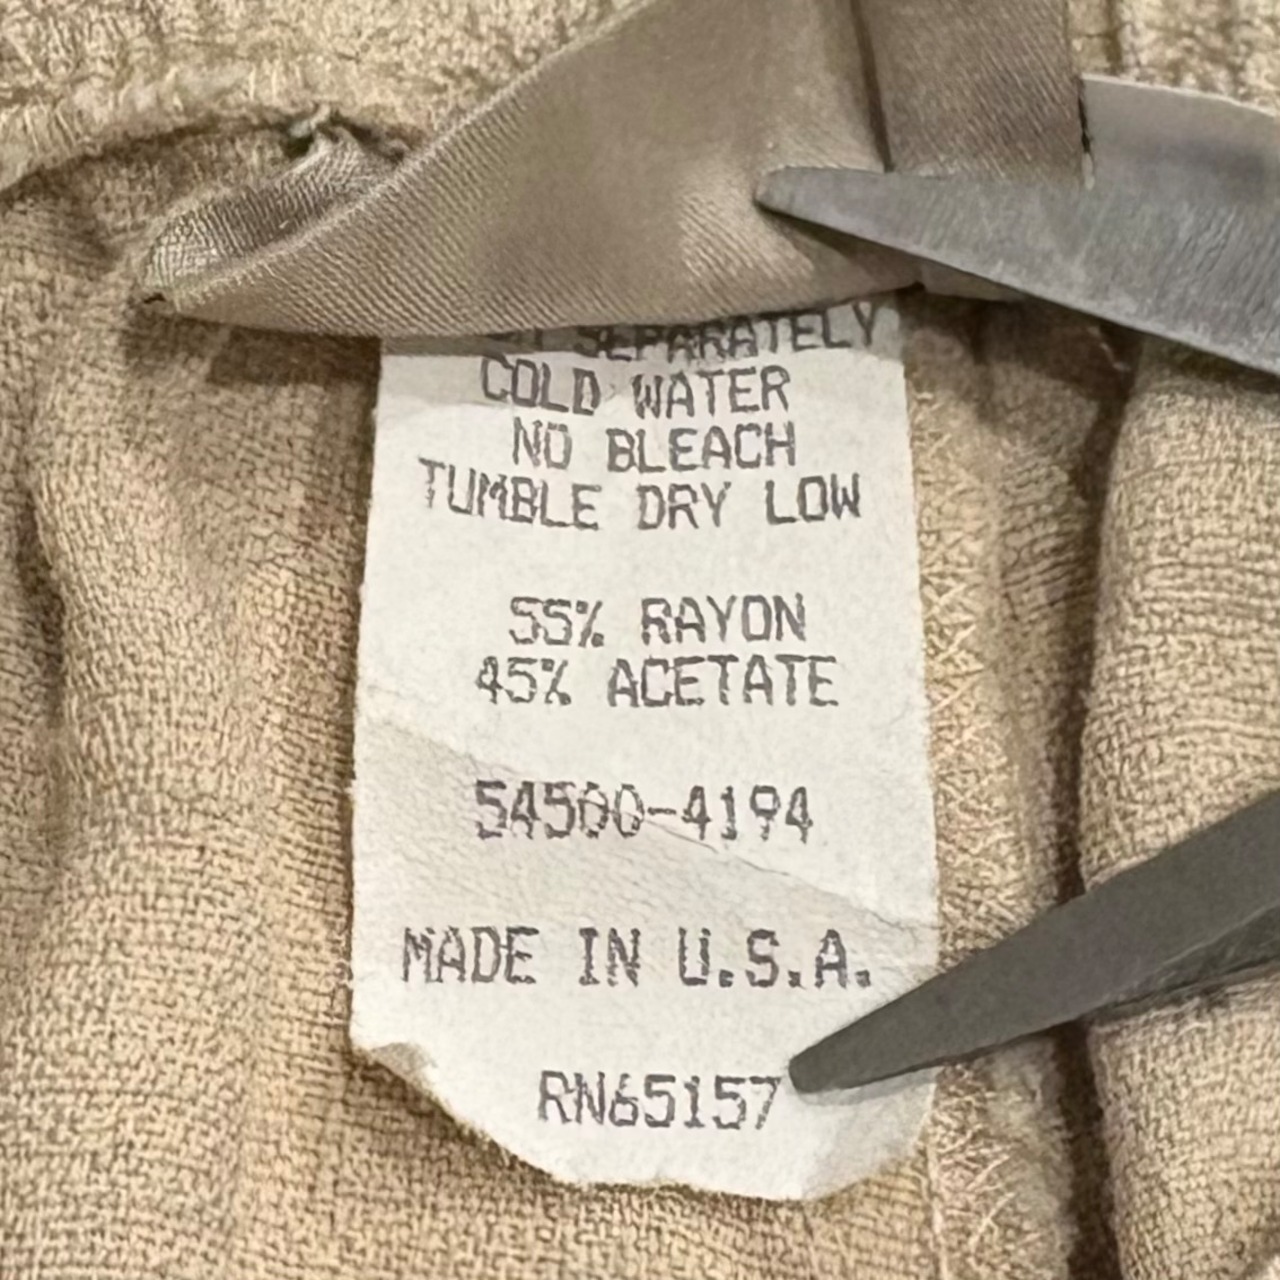 SEPARATELY
COLD WATER
NO BLEACH
TUMBLE DRY LOW
55% RAYON
45% ACETATE
54500-4194
MADE IN U.S.A.
RN65157